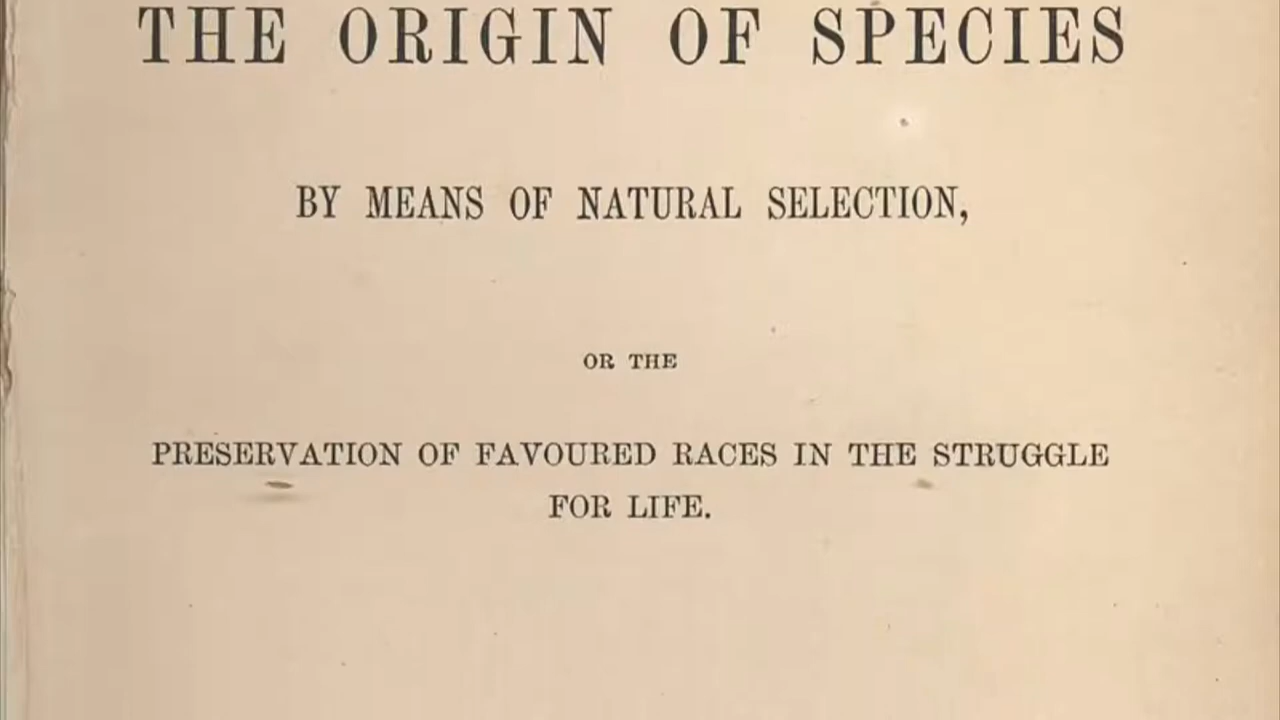 THE ORIGIN OF SPECIES
BY MEANS OF NATURAL SELECTION,
OR THE
PRESERVATION OF FAVOURED RACES IN THE STRUGGLE
FOR LIFE.